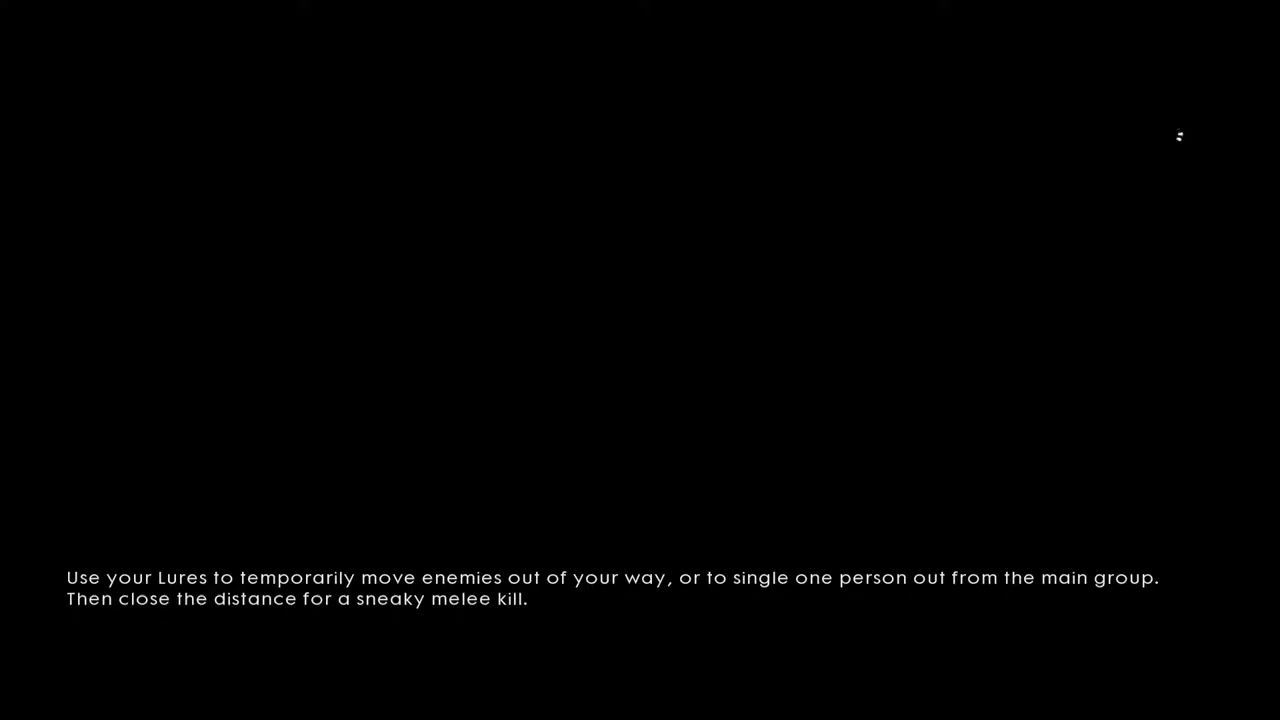 Use your Lures to temporarily move enemies out of your way, or to single one person out from the main group.
Then close the distance for a sneaky melee kill.